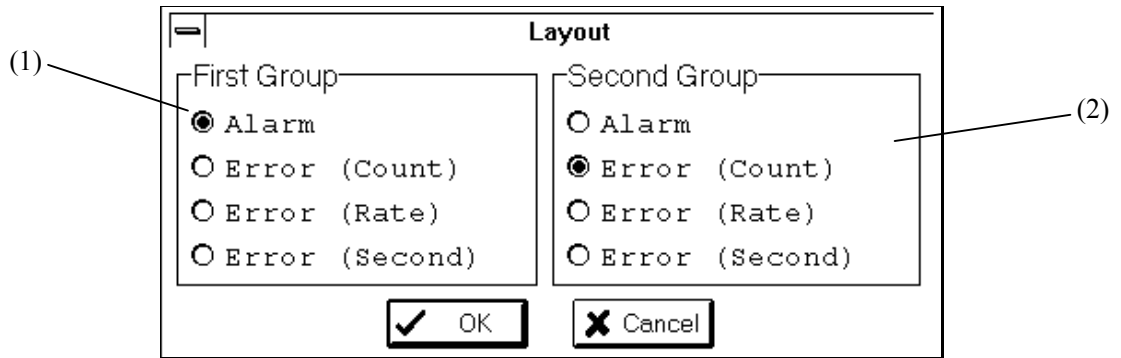 Layout
(1)
First Group
Alarm
Error (Count)
Error (Rate)
Error (Second)
Second Group
Alarm
Error (Count)
Error (Rate)
Error (Second)
(2)
OK
Cancel